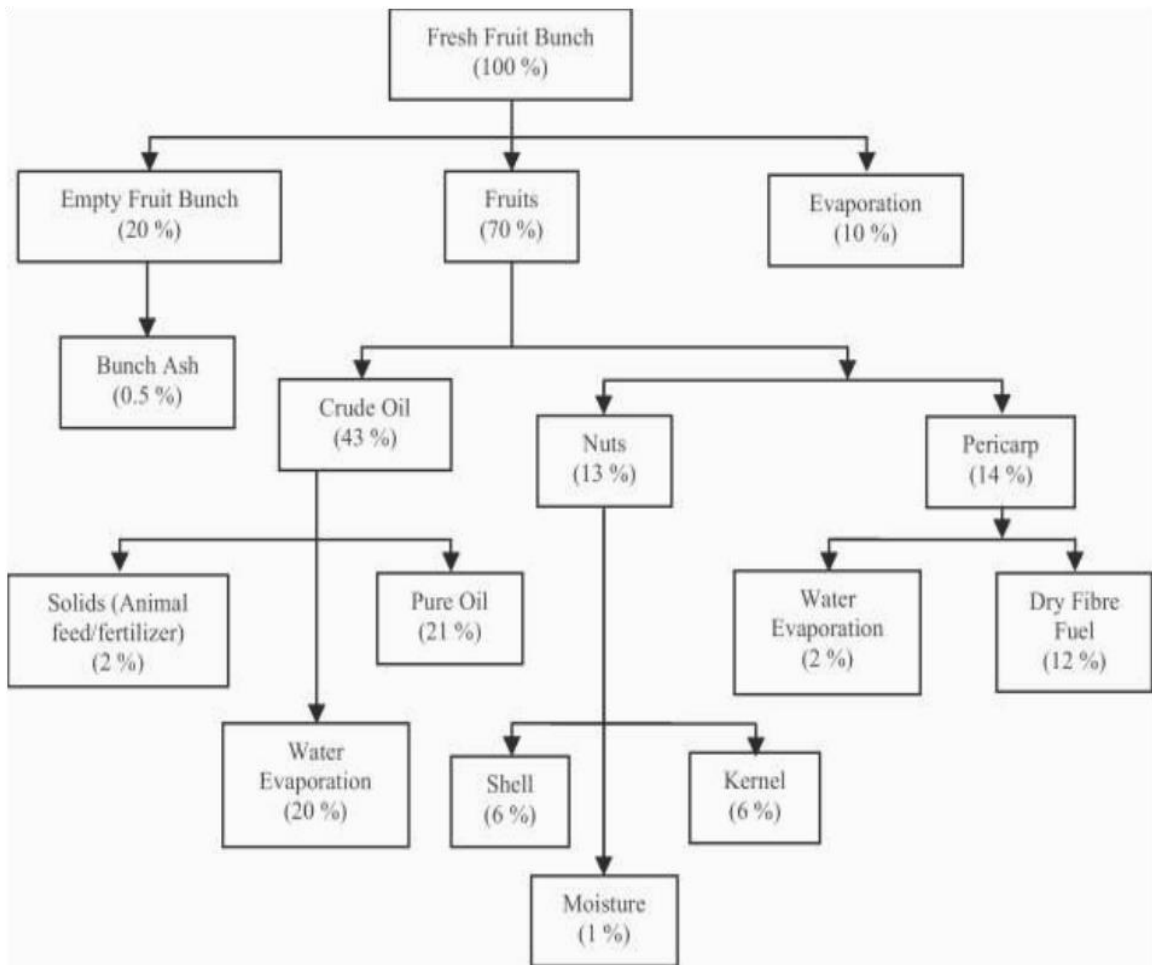 Fresh Fruit Bunch
(100 %)
Empty Fruit Bunch
(20 %)
Fruits
(70 %)
Evaporation
(10 %)
Bunch Ash
(0.5 %)
Crude Oil
(43 %)
Nuts
(13 %)
Pericarp
(14 %)
Solids (Animal
feed/fertilizer)
(2 %)
Pure Oil
(21 %)
Water
Evaporation
(2 %)
Dry Fibre
Fuel
(12 %)
Water
Evaporation
(20 %)
Shell
(6 %)
Kernel
(6 %)
Moisture
(1 %)